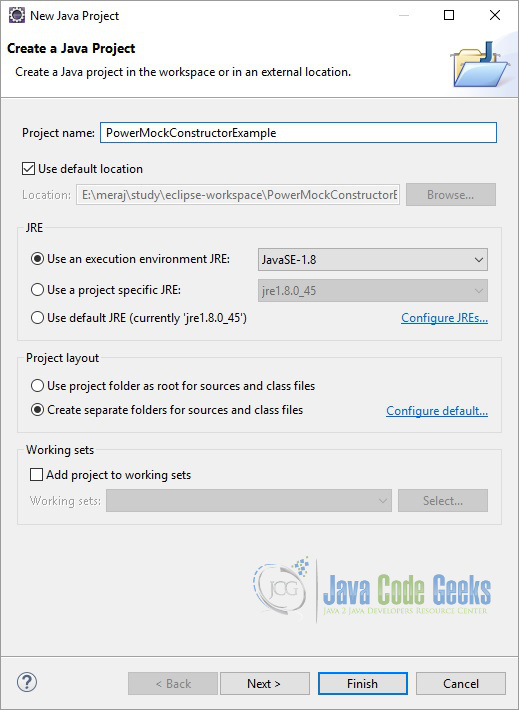 New Java Project
Create a Java Project
Create a Java project in the workspace or in an external location.
Project name: PowerMockConstructorExample
Use default location
Location: E:\meraj\study\eclipse-workspace\PowerMockConstructorE Browse...
JRE
Use an execution environment JRE: JavaSE-1.8
Use a project specific JRE: jre1.8.0_45
Use default JRE (currently 'jre1.8.0_45') Configure JREs...
Project layout
Use project folder as root for sources and class files
Create separate folders for sources and class files Configure default...
Working sets
Add project to working sets
Working sets: Select...
JCG Java Code Geeks
Java 2 Java Developers Resource Center
? < Back Next > Finish Cancel